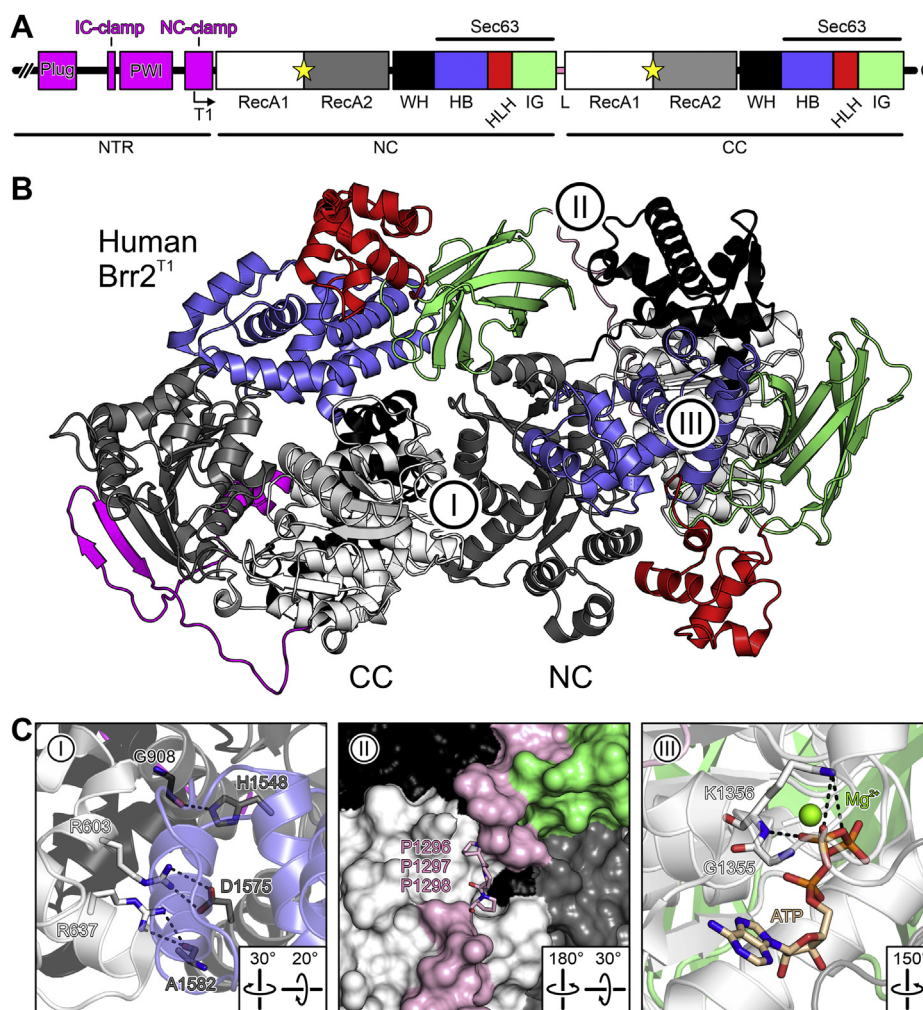 A
IC-clamp NC-clamp Sec63 Sec63
Plug PWI
T1 RecA1 RecA2 WH HB HLH IG L RecA1 RecA2 WH HB HLH IG
NTR NC CC
B
II
Human
Brr2T1
III
I
CC NC
C
I
G908
H1548
R603
D1575
R637
A1582
30° 20°
II
P1296
P1297
P1298
180° 30°
III
K1356
Mg2+
G1355
ATP
150°